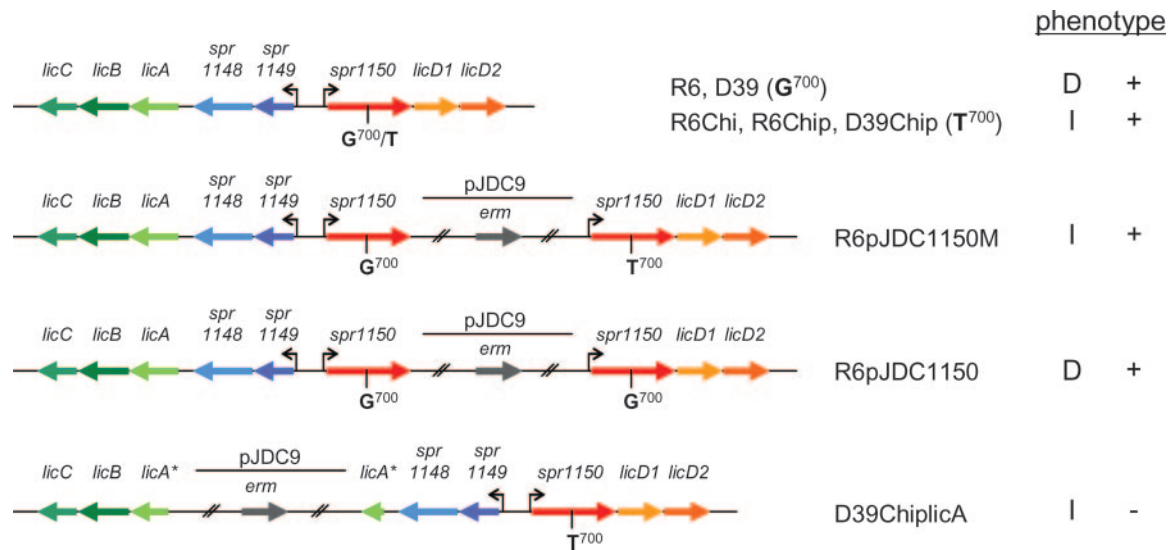 phenotype
spr spr
licC licB licA 1148 1149 spr1150 licD1 licD2
R6, D39 (G700) D +
R6Chi, R6Chip, D39Chip (T700) I +
G700/T
pJDC9
spr spr
licC licB licA 1148 1149 spr1150 erm spr1150 licD1 licD2
R6pJDC1150M I +
G700 T700
pJDC9
spr spr
licC licB licA 1148 1149 spr1150 erm spr1150 licD1 licD2
R6pJDC1150 D +
G700 G700
pJDC9
spr spr
licC licB licA* erm licA* 1148 1149 spr1150 licD1 licD2
D39ChiplicA I -
T700